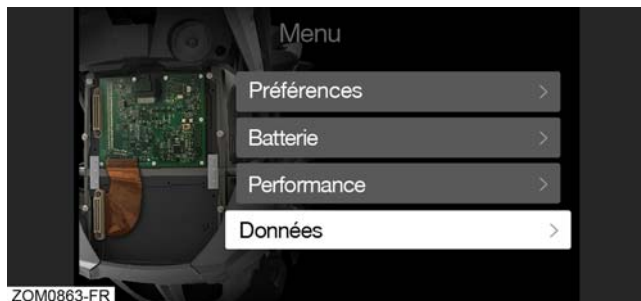 Menu
Préférences
Batterie
Performance
Données
ZOM0863-FR